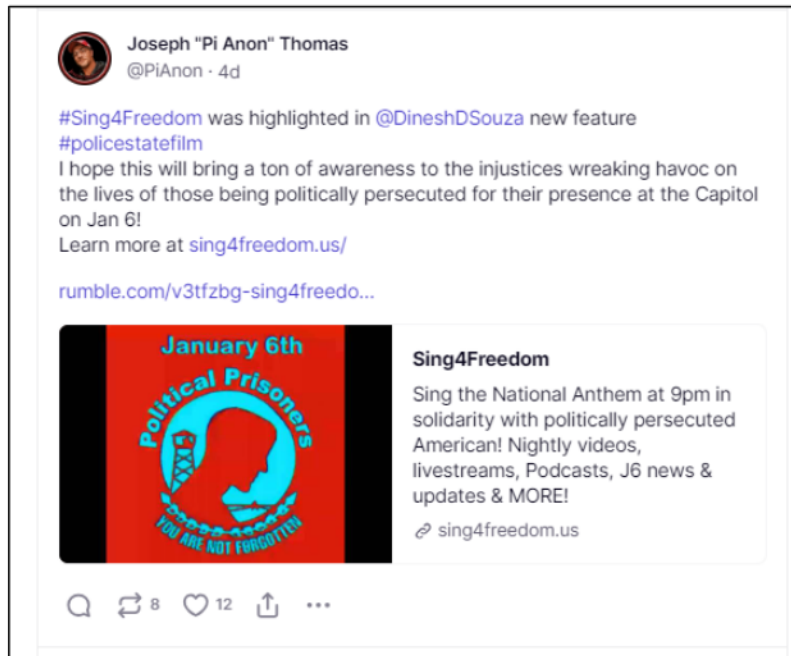 Joseph "Pi Anon" Thomas
@PiAnon · 4d
#Sing4Freedom was highlighted in @DineshDSouza new feature
#policestatefilm
I hope this will bring a ton of awareness to the injustices wreaking havoc on
the lives of those being politically persecuted for their presence at the Capitol
on Jan 6!
Learn more at sing4freedom.us/
rumble.com/v3tfzbg-sing4freedo...
January 6th
Political Prisoners
YOU ARE NOT FORGOTTEN
Sing4Freedom
Sing the National Anthem at 9pm in
solidarity with politically persecuted
American! Nightly videos,
livestreams, Podcasts, J6 news &
updates & MORE!
sing4freedom.us
8
12